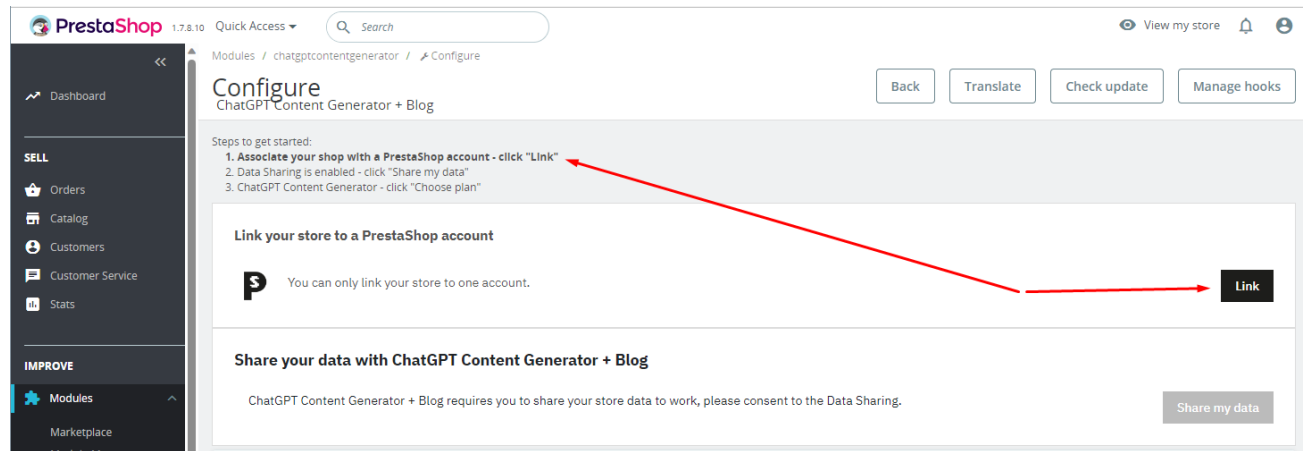 PrestaShop 1.7.8.10 Quick Access Search View my store
Modules / chatgptcontentgenerator / Configure
Configure
ChatGPT Content Generator + Blog
Back Translate Check update Manage hooks
Dashboard
SELL
Orders
Catalog
Customers
Customer Service
Stats
IMPROVE
Modules
Marketplace
Steps to get started:
1. Associate your shop with a PrestaShop account - click "Link"
2. Data Sharing is enabled - click "Share my data"
3. ChatGPT Content Generator - click "Choose plan"
Link your store to a PrestaShop account
You can only link your store to one account.
Link
Share your data with ChatGPT Content Generator + Blog
ChatGPT Content Generator + Blog requires you to share your store data to work, please consent to the Data Sharing.
Share my data